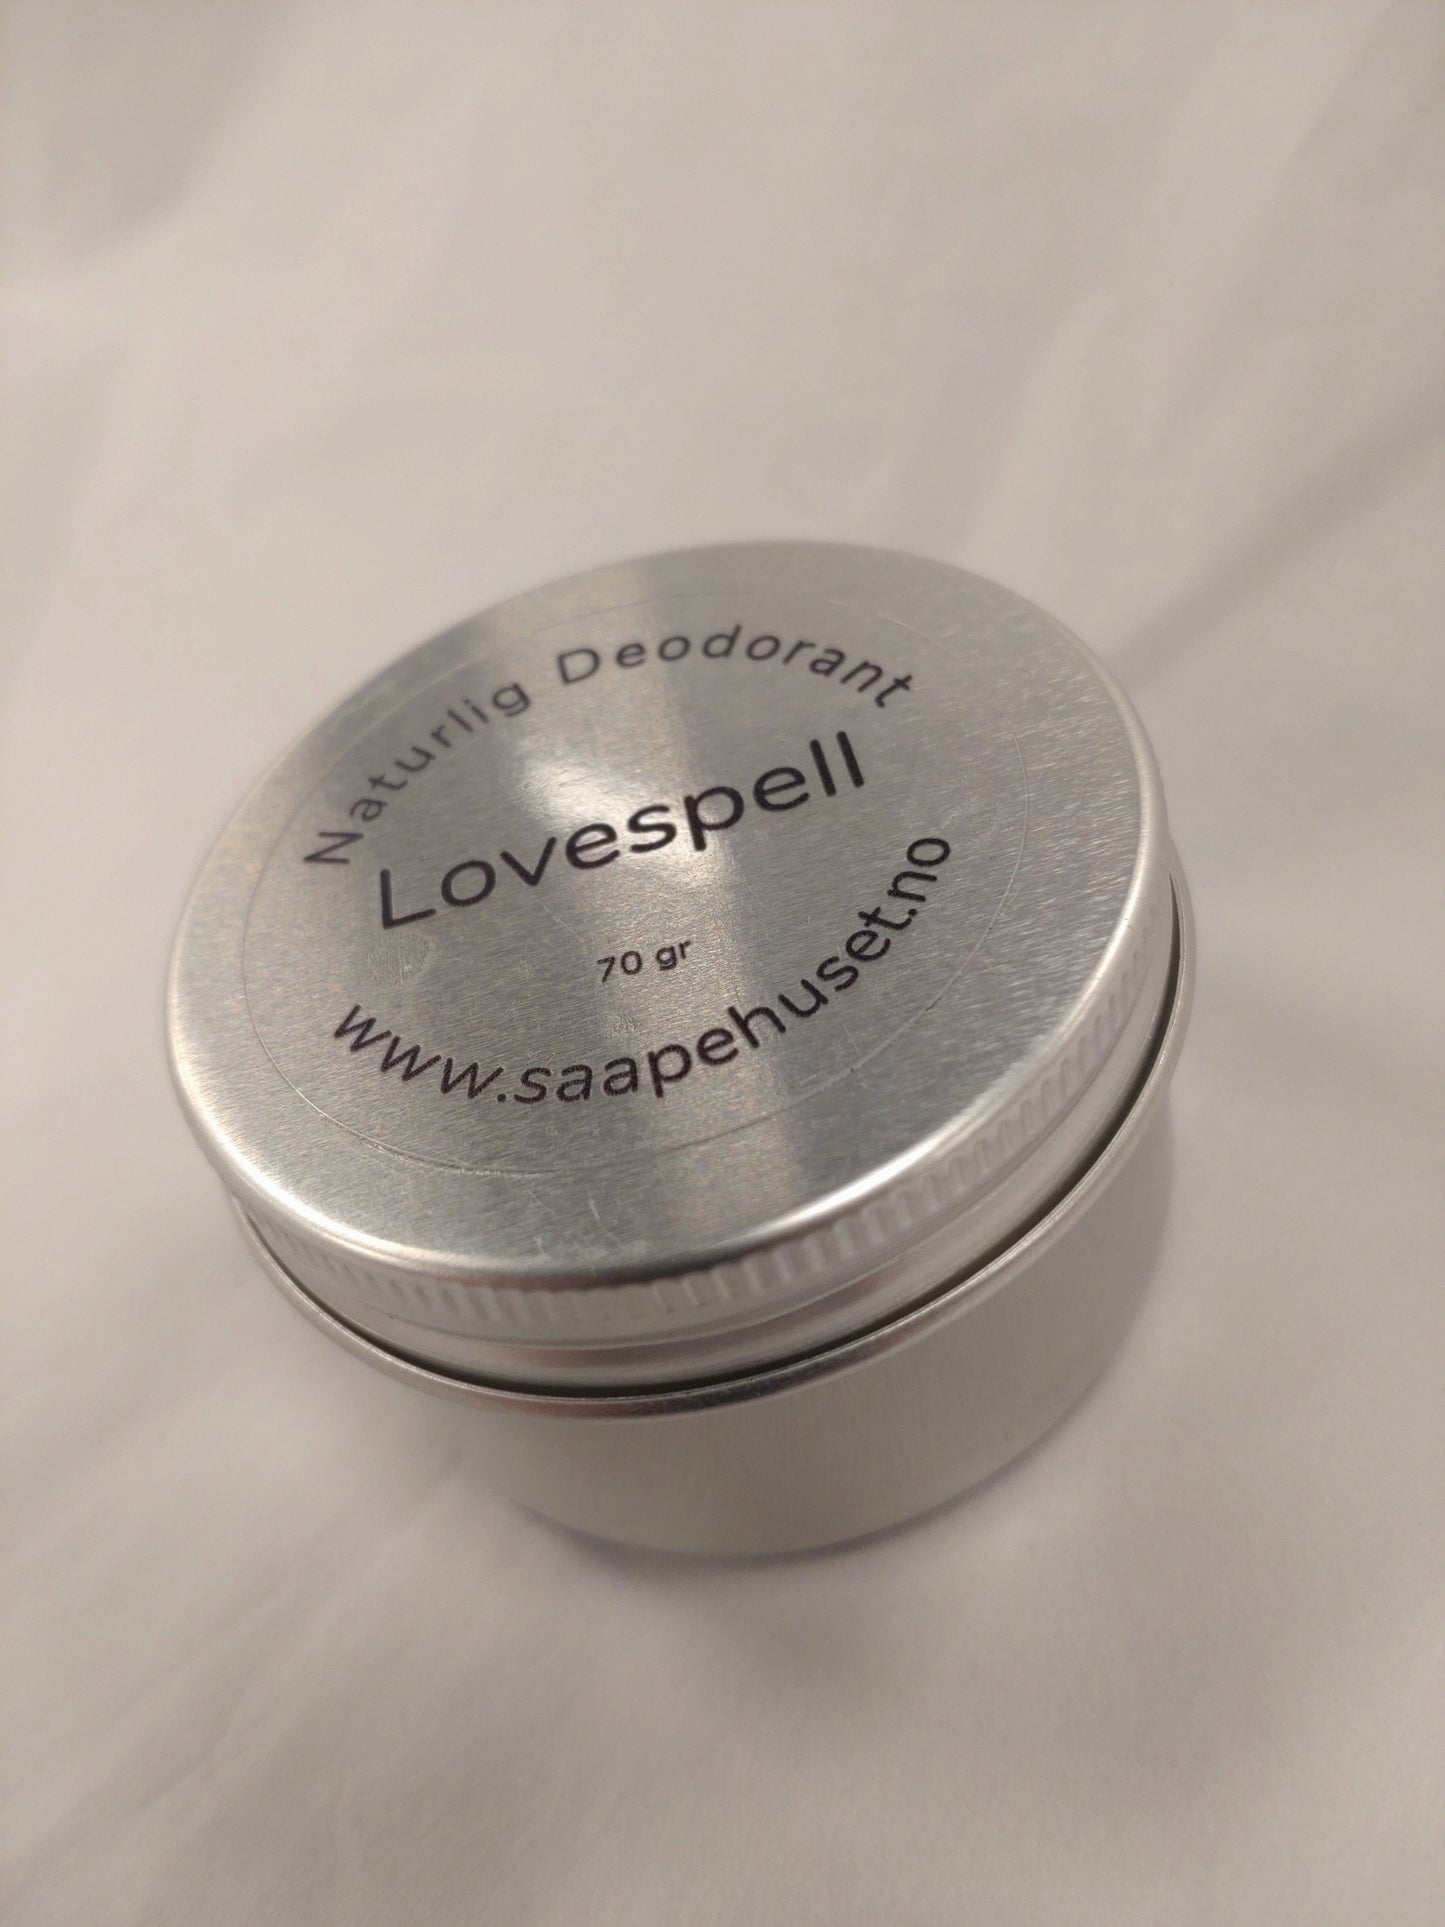 Naturlig Deodorant
Lovespell
70 gr
www.saapehuset.no